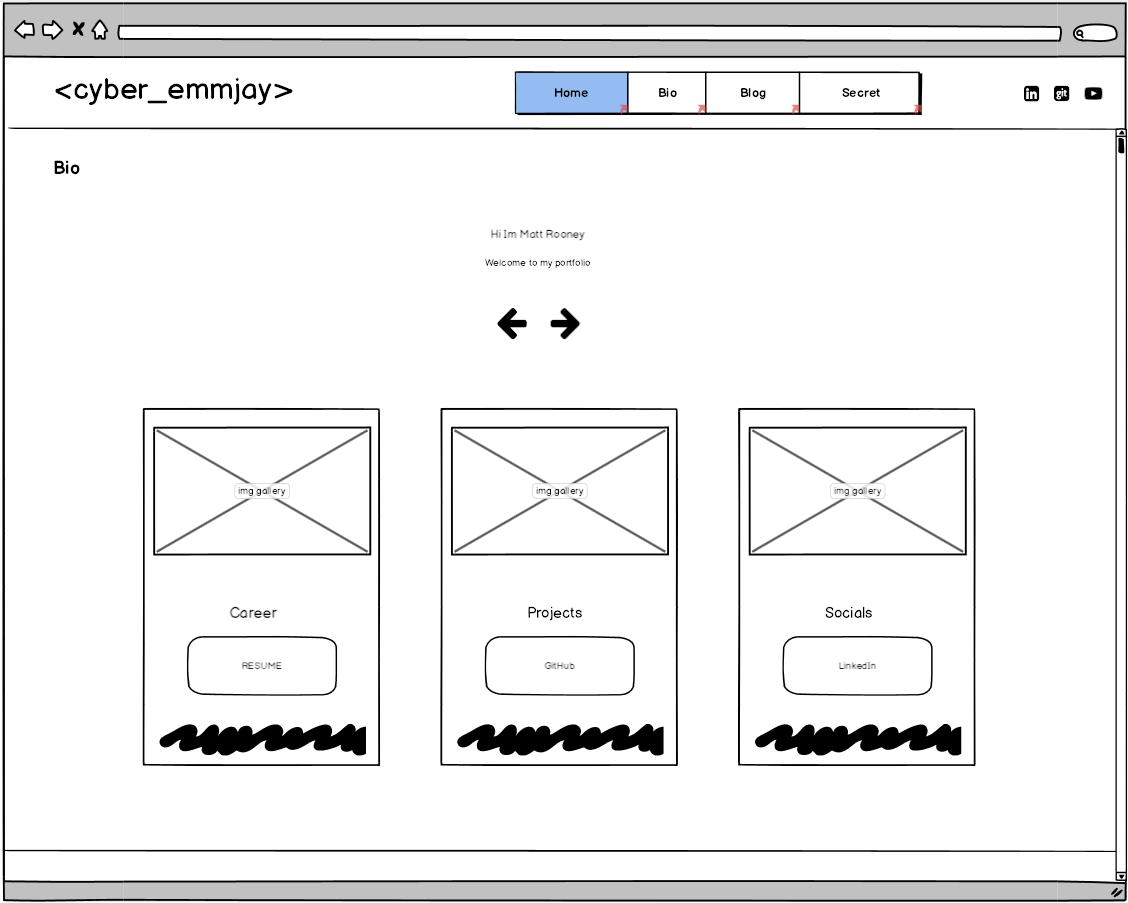 <cyber_emmjay>
Home Bio Blog Secret
in git
Bio
Hi Im Matt Rooney
Welcome to my portfolio
img gallery img gallery img gallery
Career Projects Socials
RESUME GitHub LinkedIn